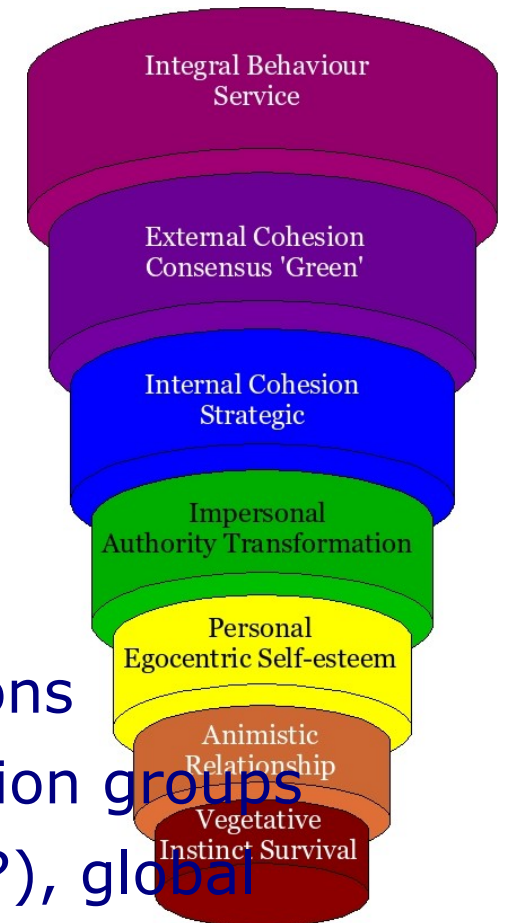 Integral Behaviour
Service
External Cohesion
Consensus 'Green'
Internal Cohesion
Strategic
Impersonal
Authority Transformation
Personal
Egocentric Self-esteem
Animistic
Relationship
Vegetative
Instinct Survival
ons
ion groups
?), global